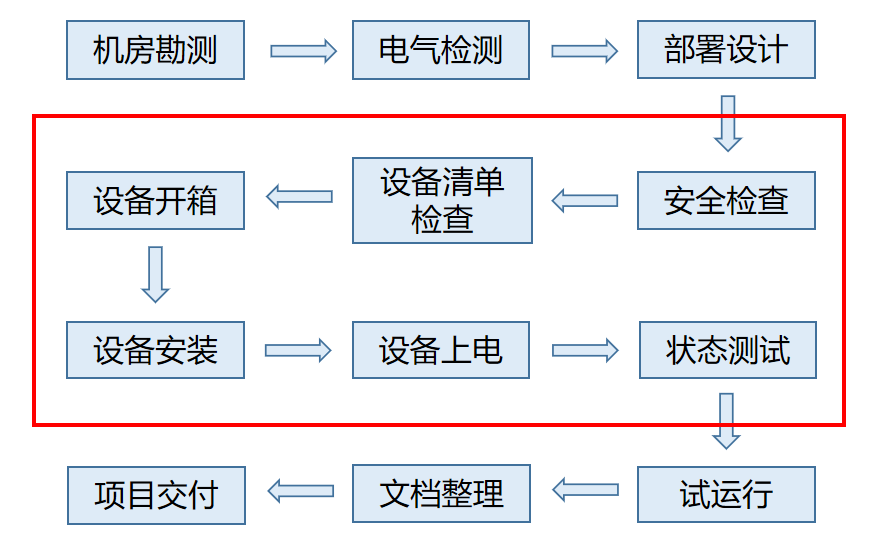 机房勘测
电气检测
部署设计
设备开箱
设备清单
检查
安全检查
设备安装
设备上电
状态测试
项目交付
文档整理
试运行